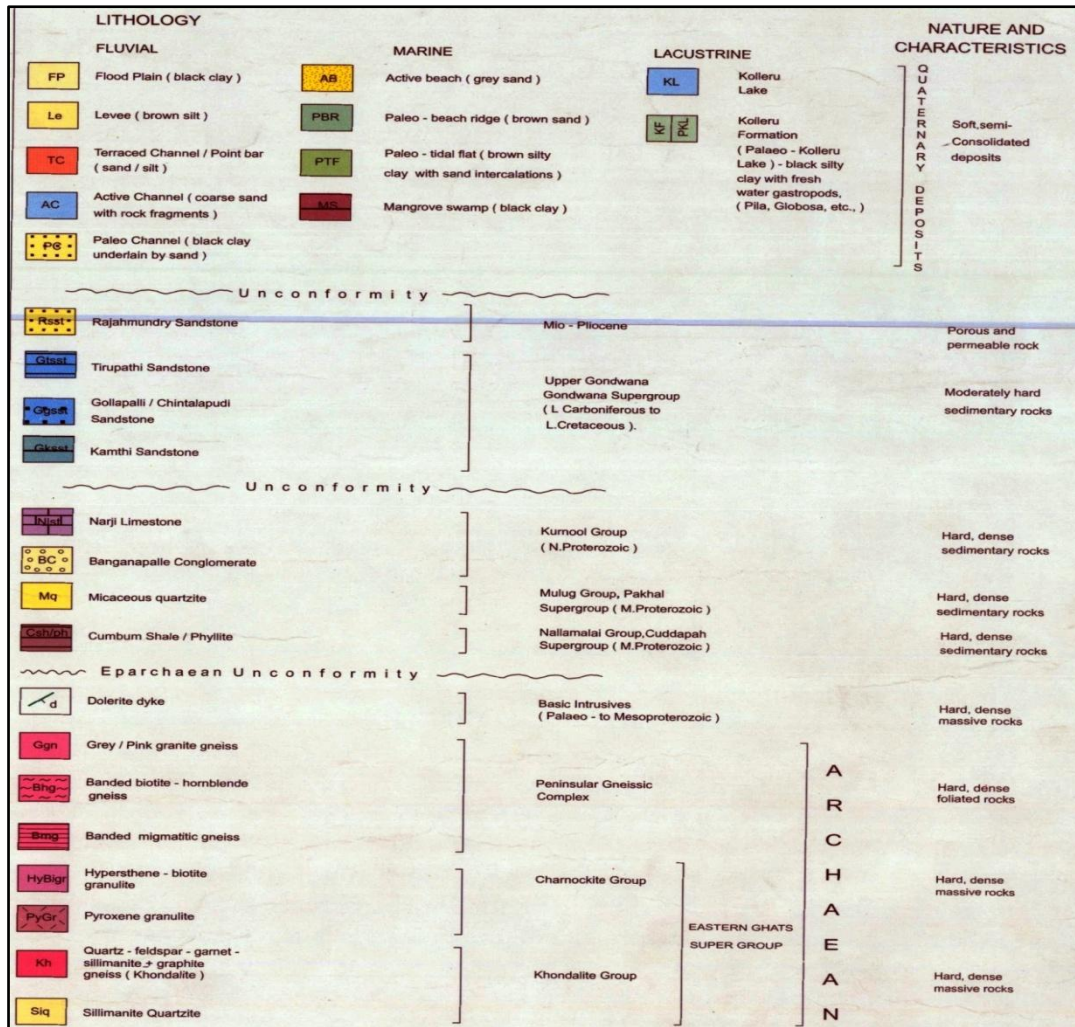 LITHOLOGY
NATURE AND
CHARACTERISTICS
FLUVIAL
FP
Flood Plain ( black clay )
Le
Levee ( brown silt )
TC
Terraced Channel / Point bar
( sand / silt )
AC
Active Channel ( coarse sand
with rock fragments )
PC
Paleo Channel ( black clay
underlain by sand )
MARINE
AB
Active beach ( grey sand )
PBR
Paleo - beach ridge ( brown sand )
PTF
Paleo - tidal flat ( brown silty
clay with sand intercalations )
MS
Mangrove swamp ( black clay )
LACUSTRINE
KL
Kolleru
Lake
KF
PKL
Kolleru
Formation
( Palaeo - Kolleru
Lake ) - black silty
clay with fresh
water gastropods,
( Pila, Globosa, etc., )
QUATERNARY DEPOSITS
Soft,semi-
Consolidated
deposits
Unconformity
Rsst
Rajahmundry Sandstone
Mio - Pliocene
Porous and
permeable rock
Gtsst
Tirupathi Sandstone
Ggsst
Gollapalli / Chintalapudi
Sandstone
Gksst
Kamthi Sandstone
Upper Gondwana
Gondwana Supergroup
( L Carboniferous to
L.Cretaceous ).
Moderately hard
sedimentary rocks
Unconformity
Narji Limestone
BC
Banganapalle Conglomerate
Kurnool Group
( N.Proterozoic )
Hard, dense
sedimentary rocks
Mq
Micaceous quartzite
Mulug Group, Pakhal
Supergroup ( M.Proterozoic )
Hard, dense
sedimentary rocks
Csh/ph
Cumbum Shale / Phyllite
Nallamalai Group,Cuddapah
Supergroup ( M.Proterozoic )
Hard, dense
sedimentary rocks
Eparchaean Unconformity
d
Dolerite dyke
Basic Intrusives
( Palaeo - to Mesoproterozoic )
Hard, dense
massive rocks
Ggn
Grey / Pink granite gneiss
Bhg
Banded biotite - hornblende
gneiss
Bmg
Banded migmatitic gneiss
Peninsular Gneissic
Complex
Hard, dense
foliated rocks
HyBigr
Hypersthene - biotite
granulite
PyGr
Pyroxene granulite
Charnockite Group
Hard, dense
massive rocks
Kh
Quartz - feldspar - garnet -
sillimanite + graphite
gneiss ( Khondalite )
Siq
Sillimanite Quartzite
Khondalite Group
EASTERN GHATS
SUPER GROUP
ARCHAEAN
Hard, dense
massive rocks